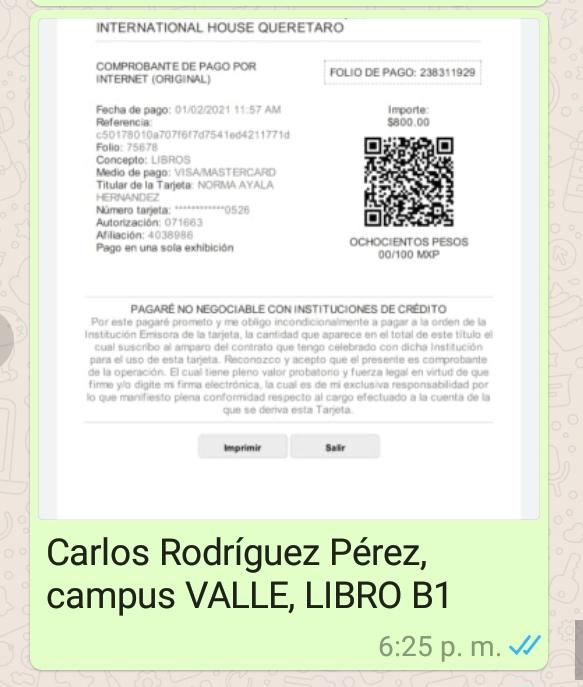 INTERNATIONAL HOUSE QUERETARO
COMPROBANTE DE PAGO POR
INTERNET (ORIGINAL)
FOLIO DE PAGO: 238311929
Fecha de pago: 01/02/2021 11:57 AM
Referencia:
c50178010a707f6f7d7541ed4211771d
Folio: 75678
Concepto: LIBROS
Medio de pago: VISA/MASTERCARD
Titular de la Tarjeta: NORMA AYALA
HERNANDEZ
Número tarjeta: ************0526
Autorización: 071663
Afiliación: 4038986
Pago en una sola exhibición
Importe:
$800.00
OCHOCIENTOS PESOS
00/100 MXP
PAGARÉ NO NEGOCIABLE CON INSTITUCIONES DE CRÉDITO
Por este pagaré prometo y me obligo incondicionalmente a pagar a la orden de la
Institución Emisora de la tarjeta, la cantidad que aparece en el total de este título el
cual suscribo al amparo del contrato que tengo celebrado con dicha Institución
para el uso de esta tarjeta. Reconozco y acepto que el presente es comprobante
de la operación. El cual tiene pleno valor probatorio y fuerza legal en virtud de que
firme y/o digite mi firma electrónica, la cual es de mi exclusiva responsabilidad por
lo que manifiesto plena conformidad respecto al cargo efectuado a la cuenta de la
que se deriva esta Tarjeta.
Imprimir
Salir
Carlos Rodríguez Pérez,
campus VALLE, LIBRO B1
6:25 p. m.